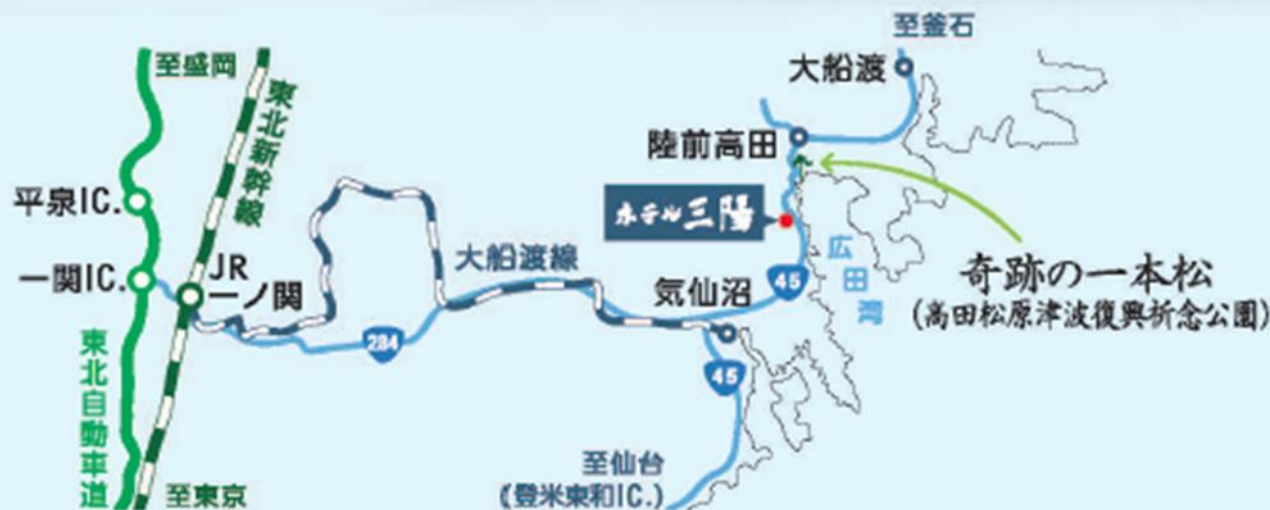 至釜石
至盛岡
大船渡
東北新幹線
陸前高田
平泉IC.
ホテル三陽
広田湾
大船渡線
一関IC.
JR
一ノ関
気仙沼
45
奇跡の一本松
(高田松原津波復興祈念公園)
284
東北自動車道
45
至仙台
(登米東和IC.)
至東京